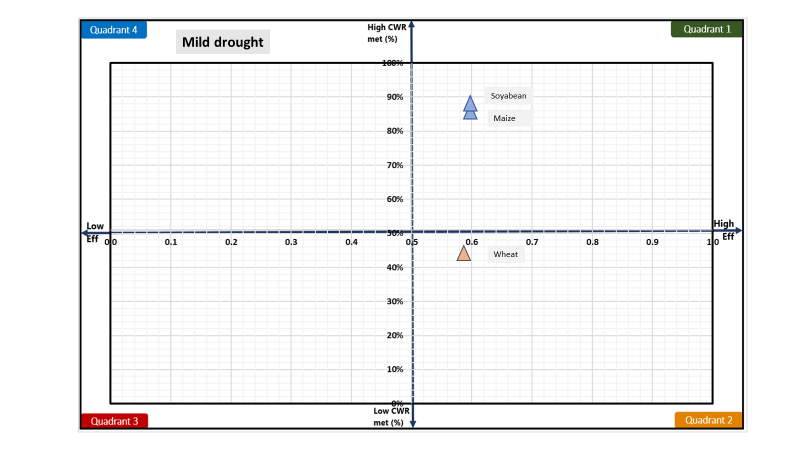 Quadrant 4
Mild drought
High CWR
met (%)
Quadrant 1
100%
90%
Soyabean
Maize
80%
70%
60%
Low
Eff
50%
High
Eff
0.0 0.1 0.2 0.3 0.4 0.5 0.6 0.7 0.8 0.9 1.0
Wheat
40%
30%
20%
10%
0%
Low CWR
met (%)
Quadrant 3
Quadrant 2